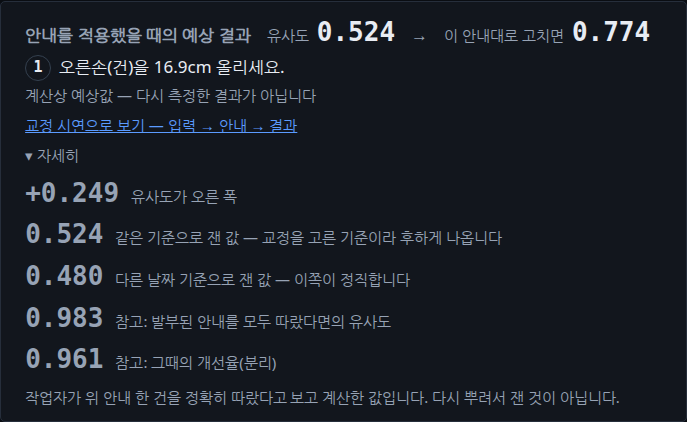 안내를 적용했을 때의 예상 결과 유사도 0.524 → 이 안내대로 고치면 0.774
1 오른손(건)을 16.9cm 올리세요.
계산상 예상값 — 다시 측정한 결과가 아닙니다
교정 시연으로 보기 — 입력 → 안내 → 결과
▾ 자세히
+0.249 유사도가 오른 폭
0.524 같은 기준으로 잰 값 — 교정을 고른 기준이라 후하게 나옵니다
0.480 다른 날짜 기준으로 잰 값 — 이쪽이 정직합니다
0.983 참고: 발부된 안내를 모두 따랐다면의 유사도
0.961 참고: 그때의 개선율(분리)
작업자가 위 안내 한 건을 정확히 따랐다고 보고 계산한 값입니다. 다시 뿌려서 잰 것이 아닙니다.